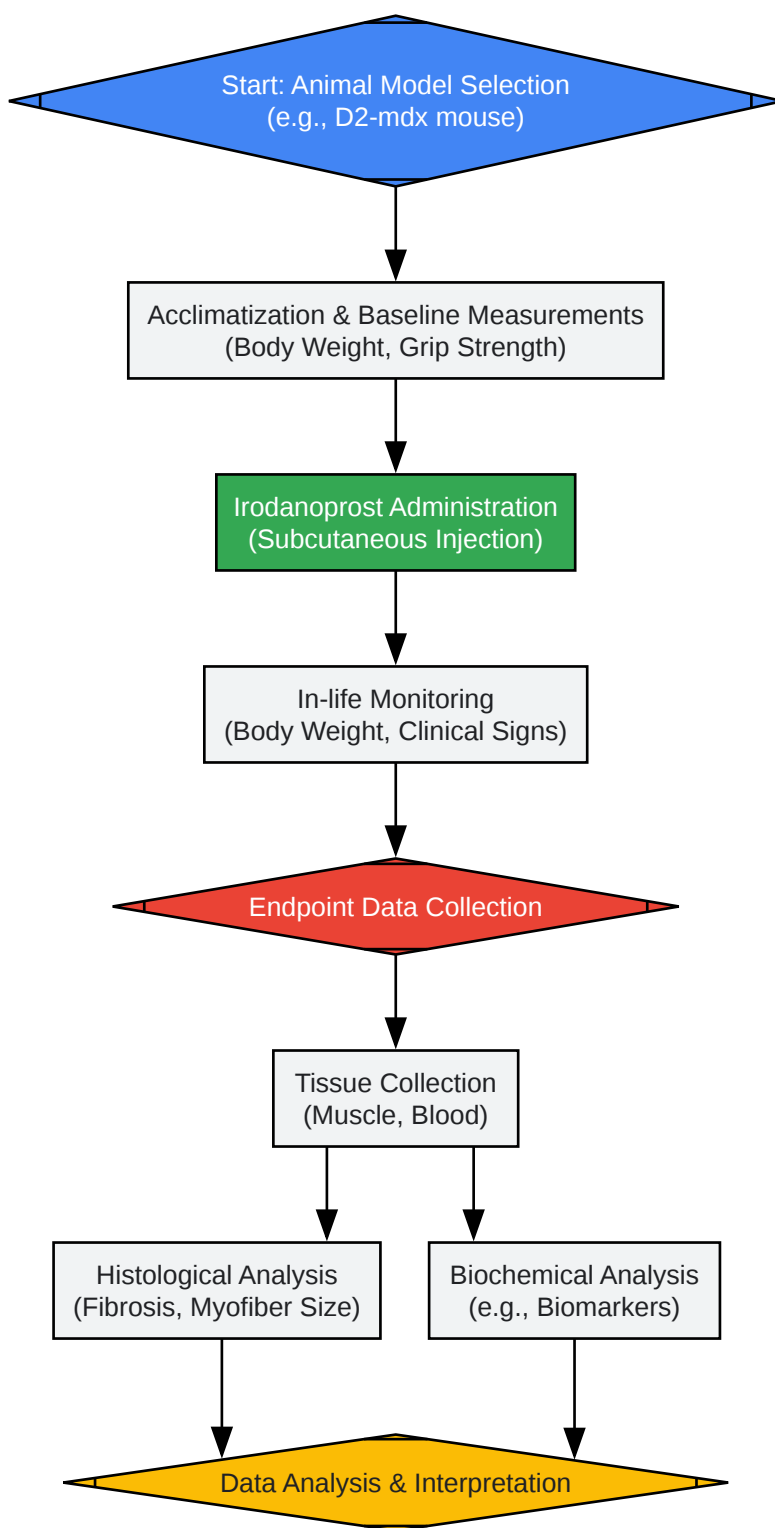 Start: Animal Model Selection
(e.g., D2-mdx mouse)
Acclimatization & Baseline Measurements
(Body Weight, Grip Strength)
Irodanoprost Administration
(Subcutaneous Injection)
In-life Monitoring
(Body Weight, Clinical Signs)
Endpoint Data Collection
Tissue Collection
(Muscle, Blood)
Histological Analysis
(Fibrosis, Myofiber Size)
Biochemical Analysis
(e.g., Biomarkers)
Data Analysis & Interpretation